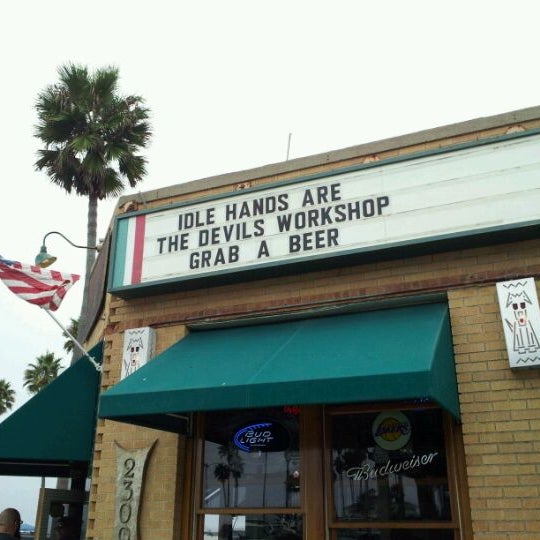 IDLE HANDS ARE
THE DEVILS WORKSHOP
GRAB A BEER
BUD
LIGHT
LAKERS
Budweiser
2300